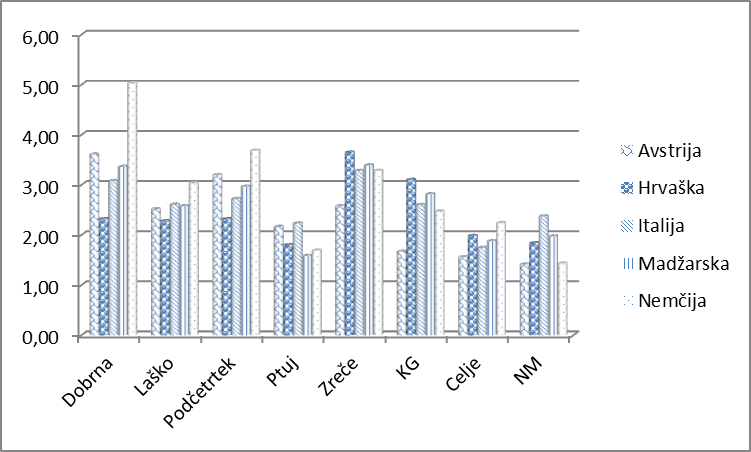 6,00
5,00
4,00
3,00
2,00
1,00
0,00
Dobrna
Laško
Podčetrtek
Ptuj
Zreče
KG
Celje
NM
Avstrija
Hrvaška
Italija
Madžarska
Nemčija